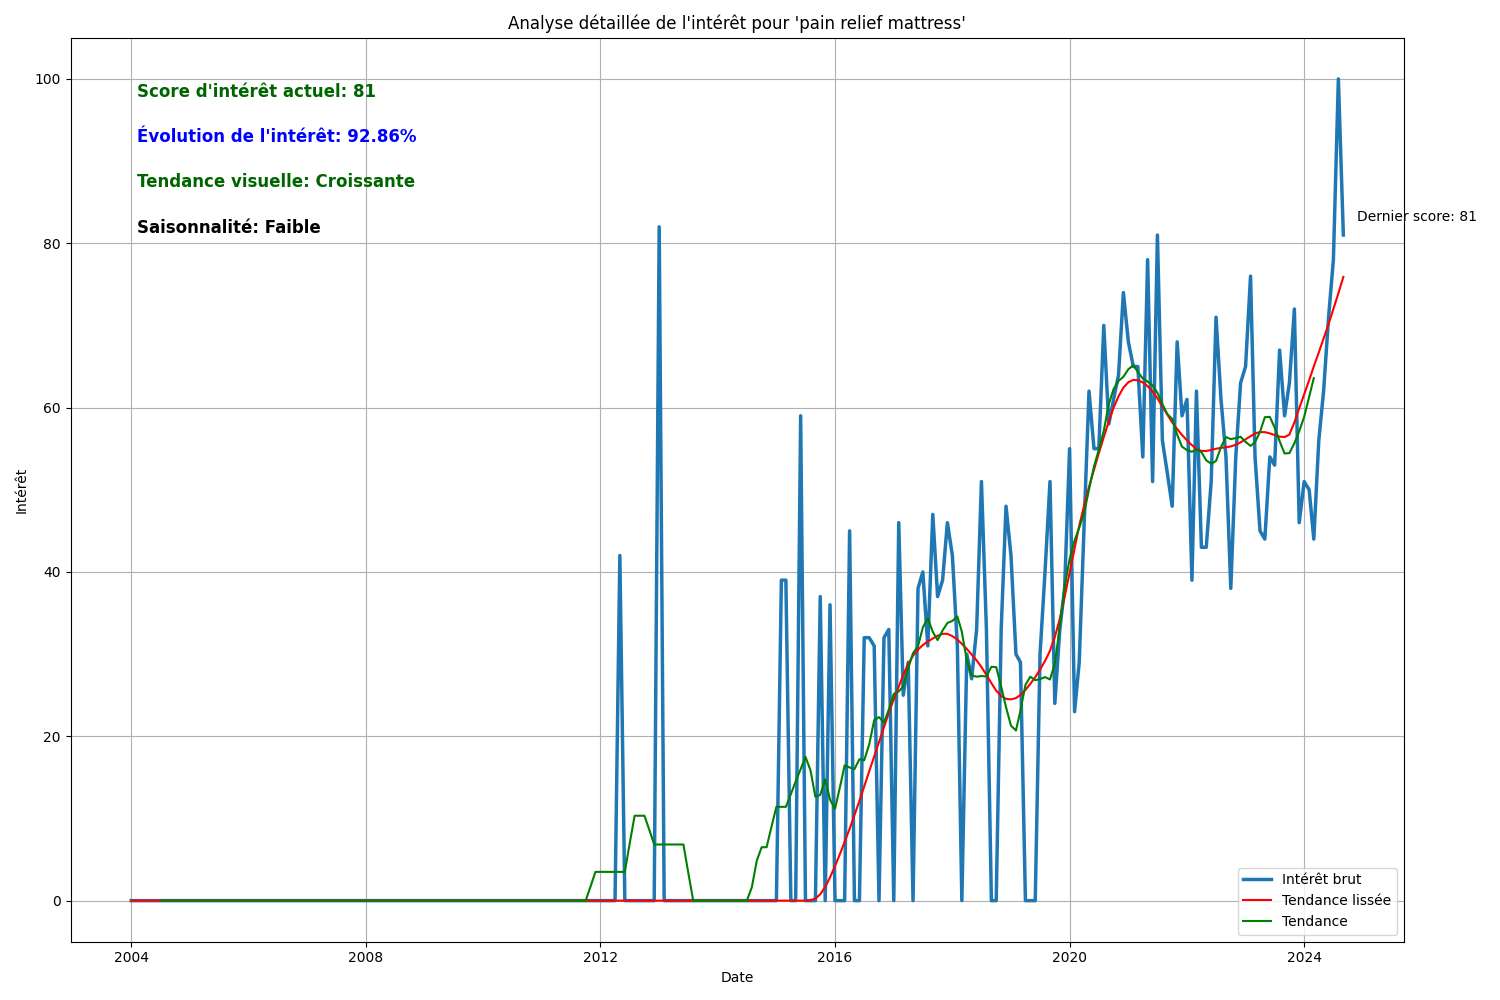 Analyse détaillée de l'intérêt pour 'pain relief mattress'
100
80
60
40
20
0
Intérêt
Score d'intérêt actuel: 81
Évolution de l'intérêt: 92.86%
Tendance visuelle: Croissante
Saisonnalité: Faible
Dernier score: 81
Intérêt brut
Tendance lissée
Tendance
2004 2008 2012 2016 2020 2024
Date